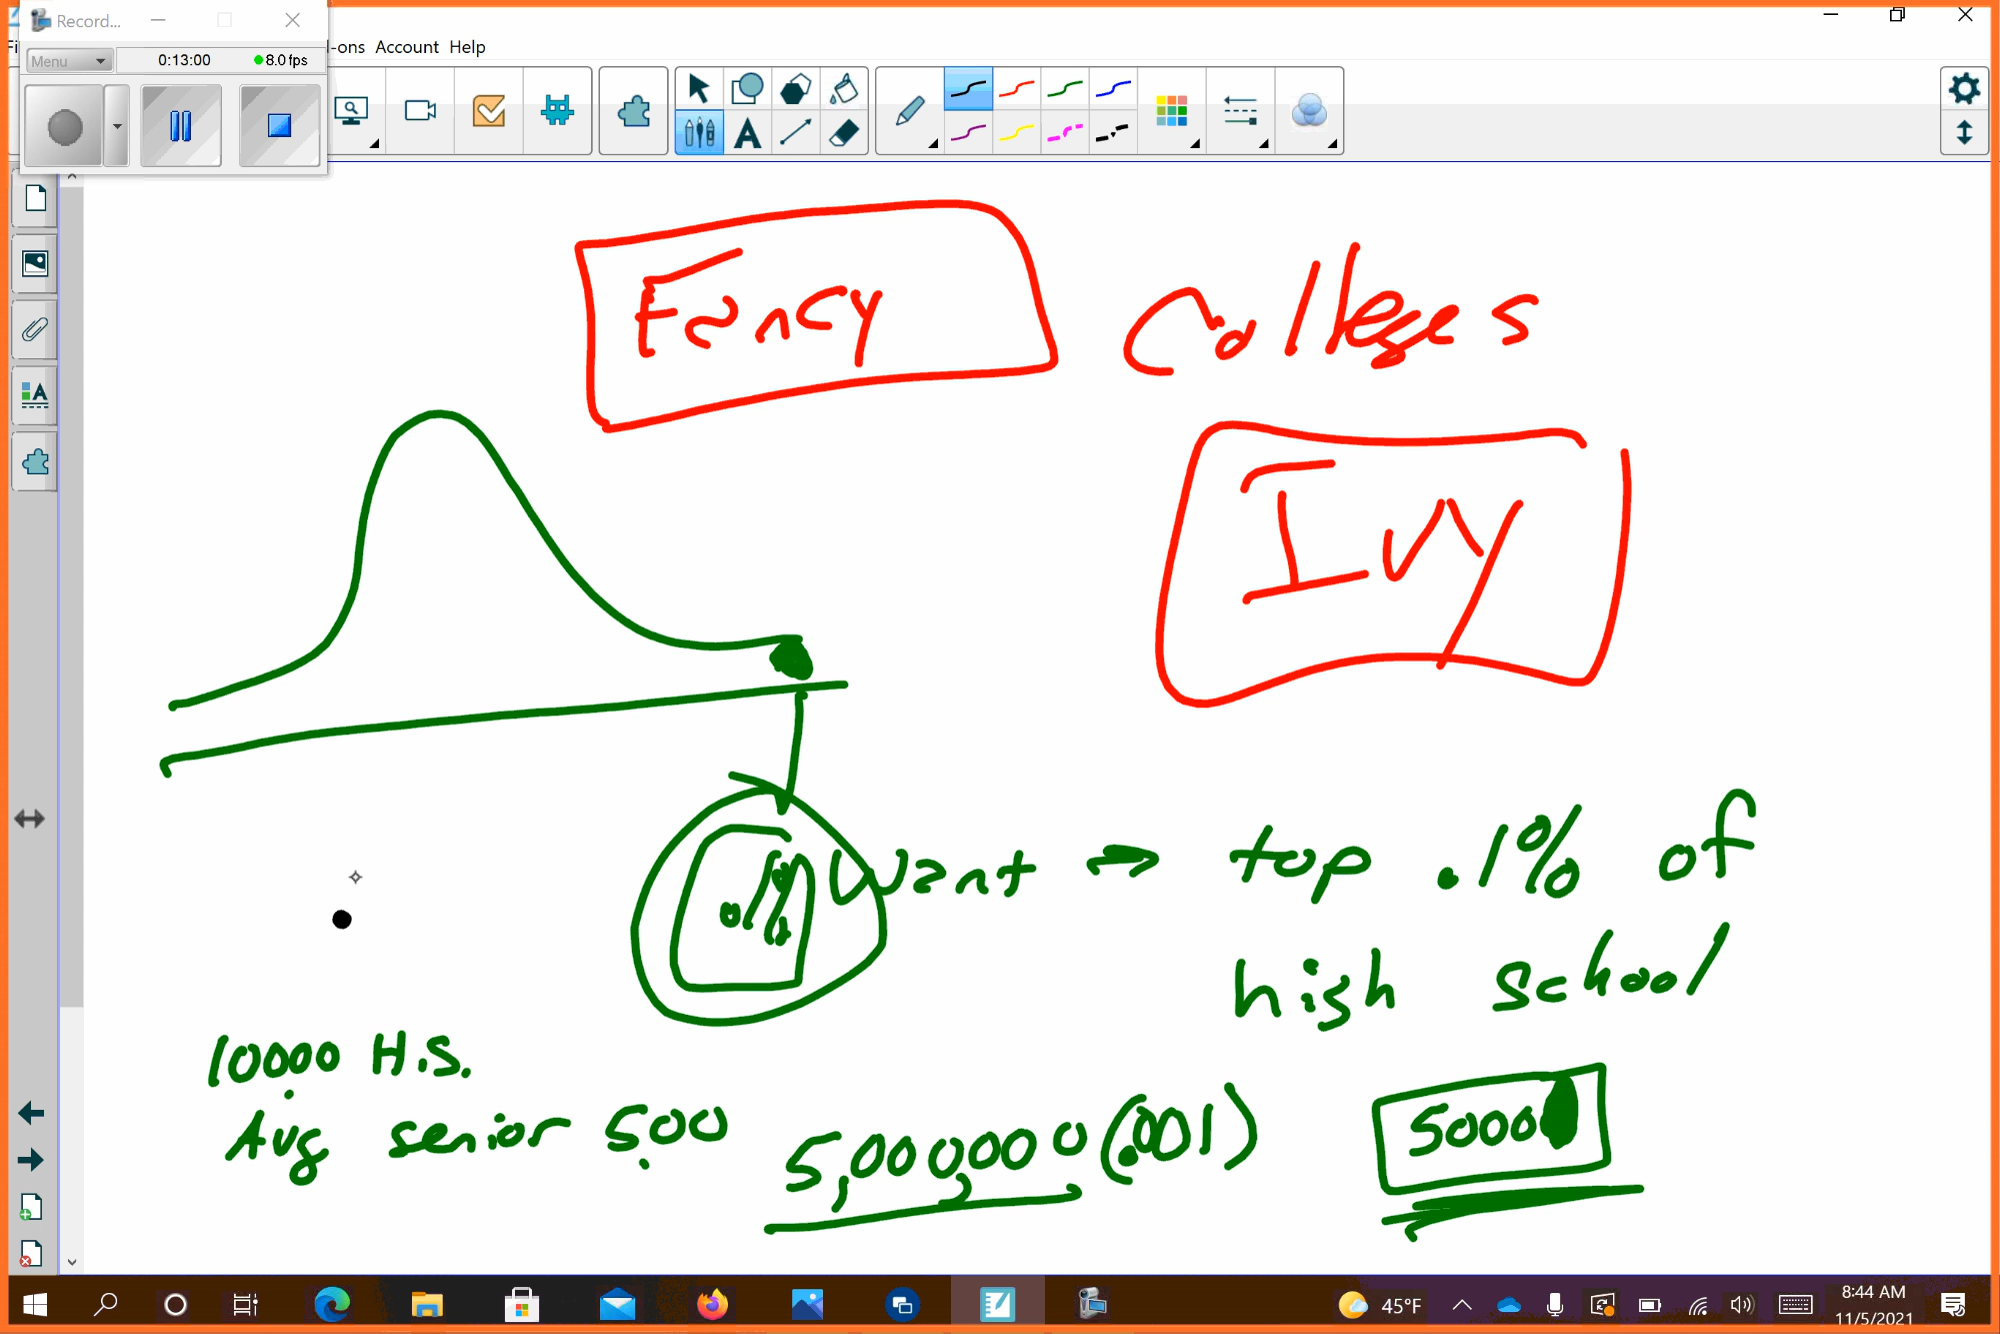 Record...
-ons Account Help
Menu 0:13:00 8.0 fps
Fancy Colleges
Ivy
all want → top .1% of
high school
10000 H.S.
Avg senior 500
5,000,000 (.001)
5000
45°F
8:44 AM
11/5/2021